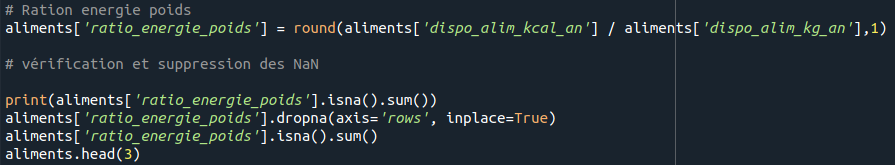 # Ration energie poids
aliments['ratio_energie_poids'] = round(aliments['dispo_alim_kcal_an'] / aliments['dispo_alim_kg_an'],1)
# vérification et suppression des NaN
print(aliments['ratio_energie_poids'].isna().sum())
aliments['ratio_energie_poids'].dropna(axis='rows', inplace=True)
aliments['ratio_energie_poids'].isna().sum()
aliments.head(3)